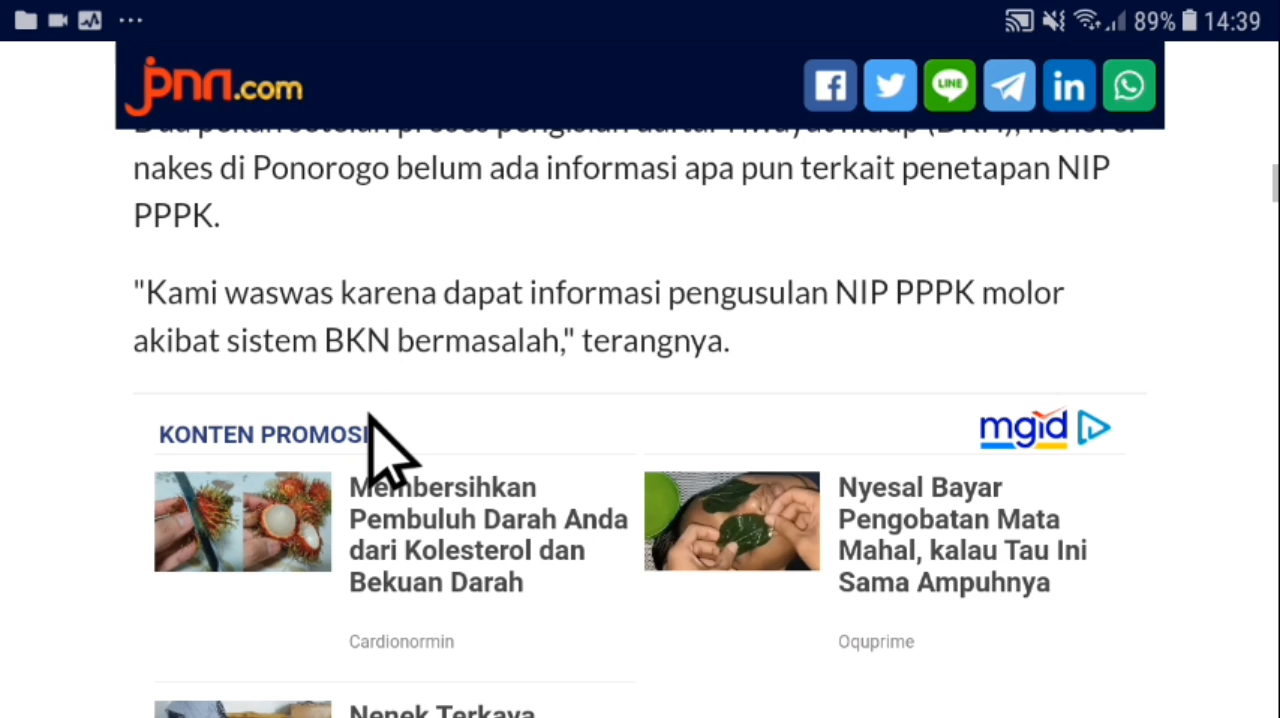 89% 14:39
jpnn.com
LINE
nakes di Ponorogo belum ada informasi apa pun terkait penetapan NIP
PPPK.
"Kami waswas karena dapat informasi pengusulan NIP PPPK molor
akibat sistem BKN bermasalah," terangnya.
KONTEN PROMOSI
mgid
Membersihkan
Pembuluh Darah Anda
dari Kolesterol dan
Bekuan Darah
Cardionormin
Nyesal Bayar
Pengobatan Mata
Mahal, kalau Tau Ini
Sama Ampuhnya
Oquprime
Nenek Terkaya